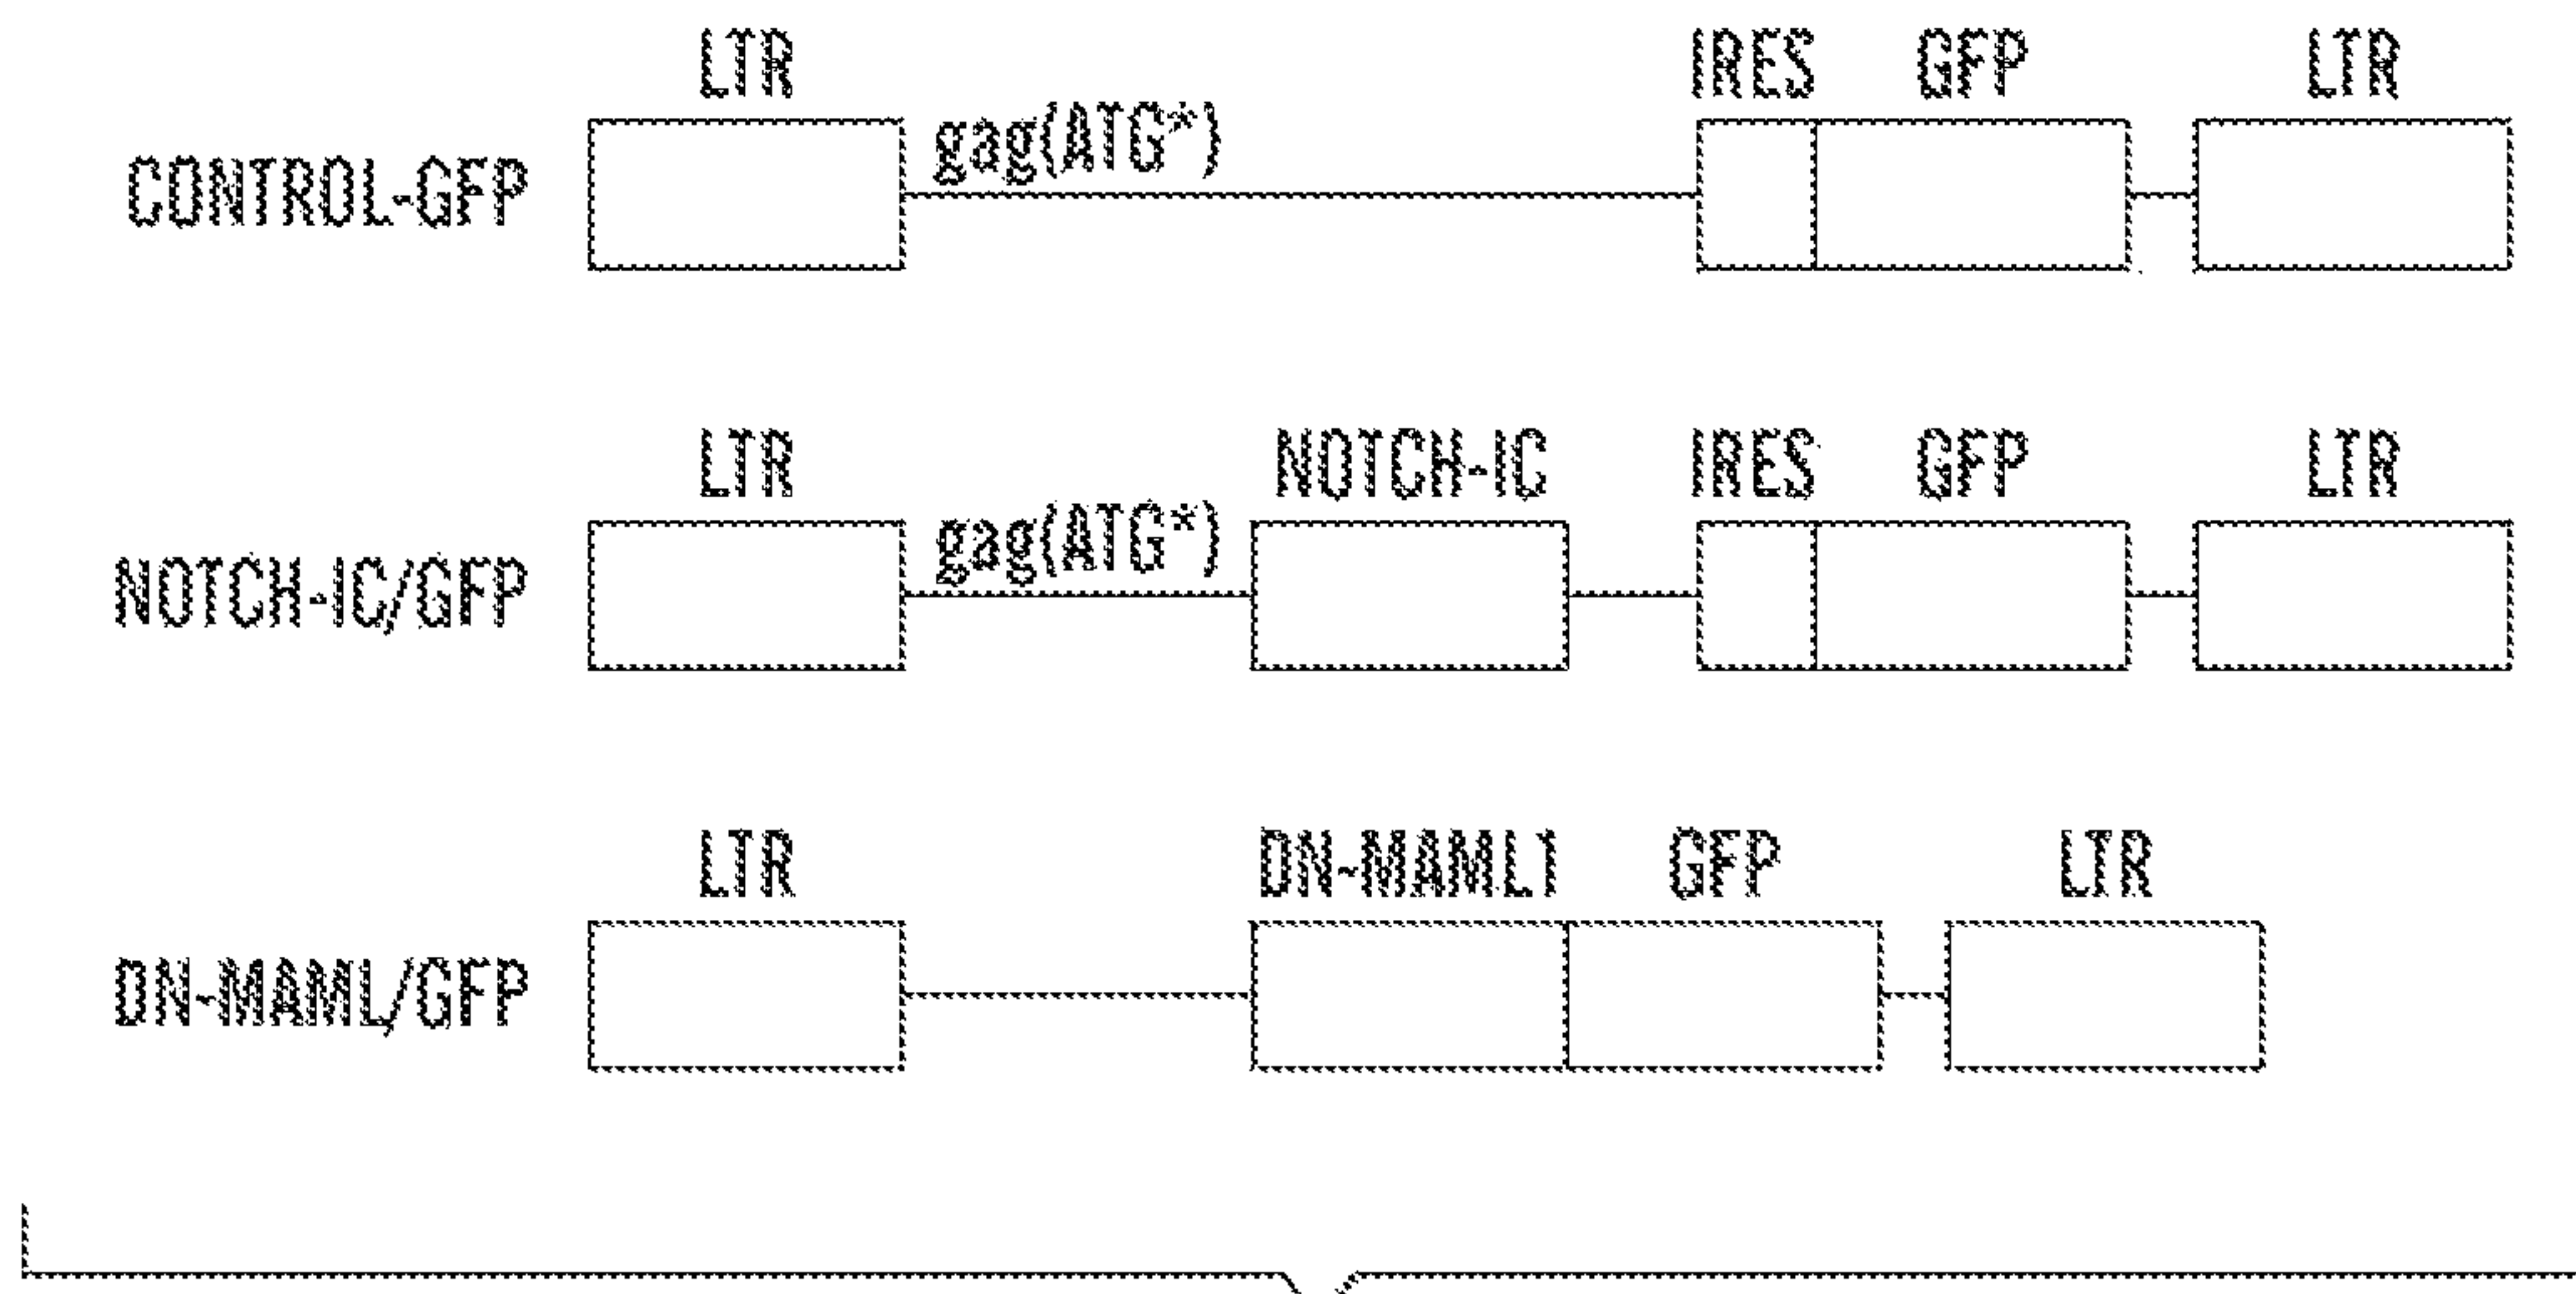 LTR IRES GFP LTR
gag(ATG*)
CONTROL-GFP
LTR NOTCH-IC IRES GFP LTR
gag(ATG*)
NOTCH-IC/GFP
LTR DN-MAML1 GFP LTR
DN-MAML/GFP